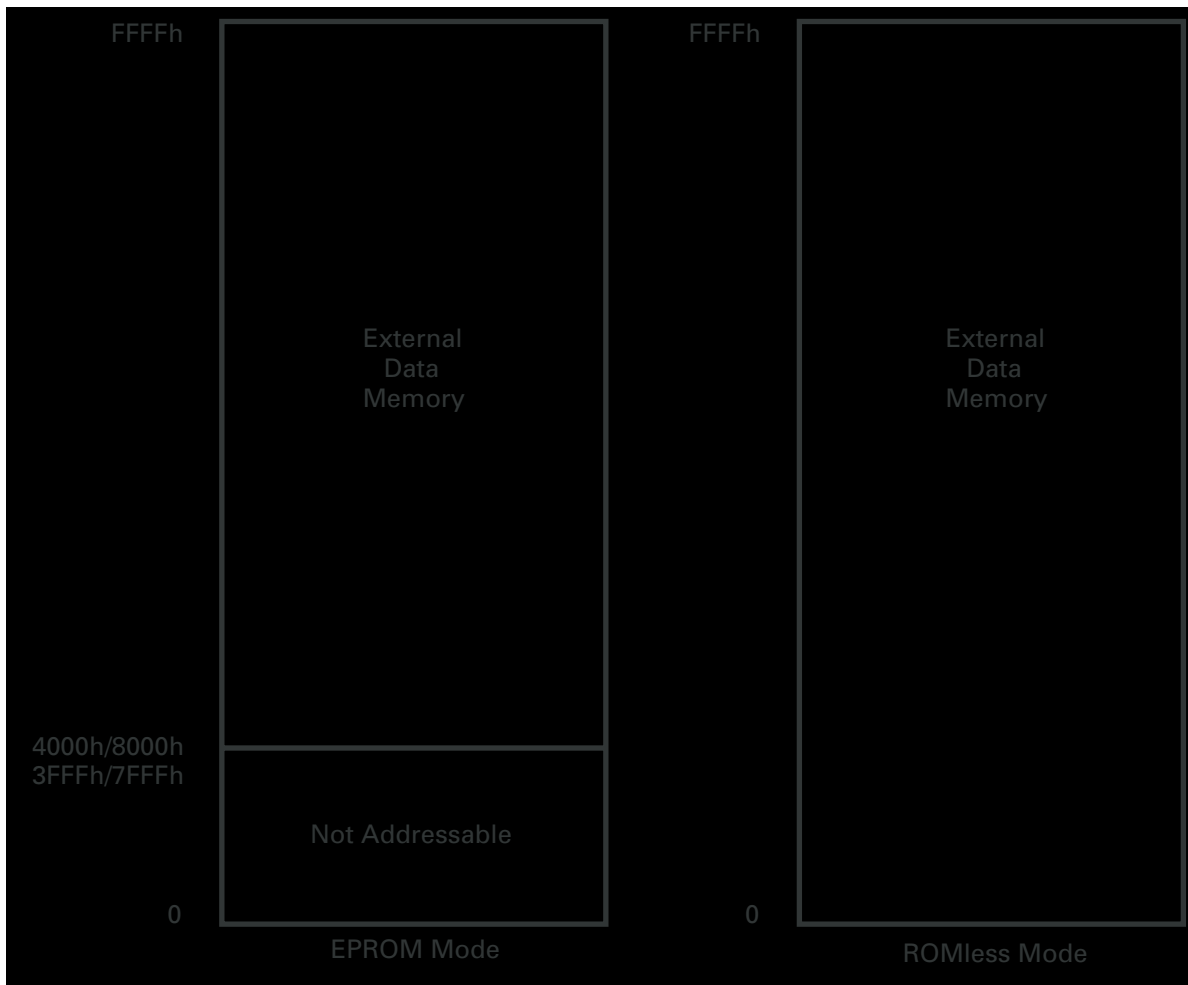 FFFFh
External
Data
Memory
4000h/8000h
3FFFh/7FFFh
Not Addressable
0
EPROM Mode
FFFFh
External
Data
Memory
0
ROMless Mode